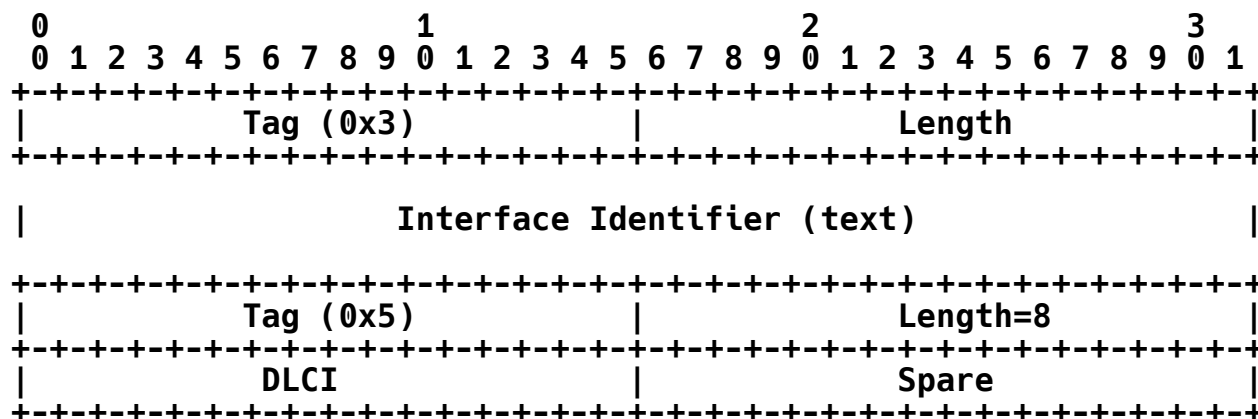 0                   1                   2                   3
 0 1 2 3 4 5 6 7 8 9 0 1 2 3 4 5 6 7 8 9 0 1 2 3 4 5 6 7 8 9 0 1
+-+-+-+-+-+-+-+-+-+-+-+-+-+-+-+-+-+-+-+-+-+-+-+-+-+-+-+-+-+-+-+-+
|           Tag (0x3)           |             Length            |
+-+-+-+-+-+-+-+-+-+-+-+-+-+-+-+-+-+-+-+-+-+-+-+-+-+-+-+-+-+-+-+-+
|                   Interface Identifier (text)                 |
+-+-+-+-+-+-+-+-+-+-+-+-+-+-+-+-+-+-+-+-+-+-+-+-+-+-+-+-+-+-+-+-+
|           Tag (0x5)           |             Length=8          |
+-+-+-+-+-+-+-+-+-+-+-+-+-+-+-+-+-+-+-+-+-+-+-+-+-+-+-+-+-+-+-+-+
|            DLCI               |             Spare             |
+-+-+-+-+-+-+-+-+-+-+-+-+-+-+-+-+-+-+-+-+-+-+-+-+-+-+-+-+-+-+-+-+